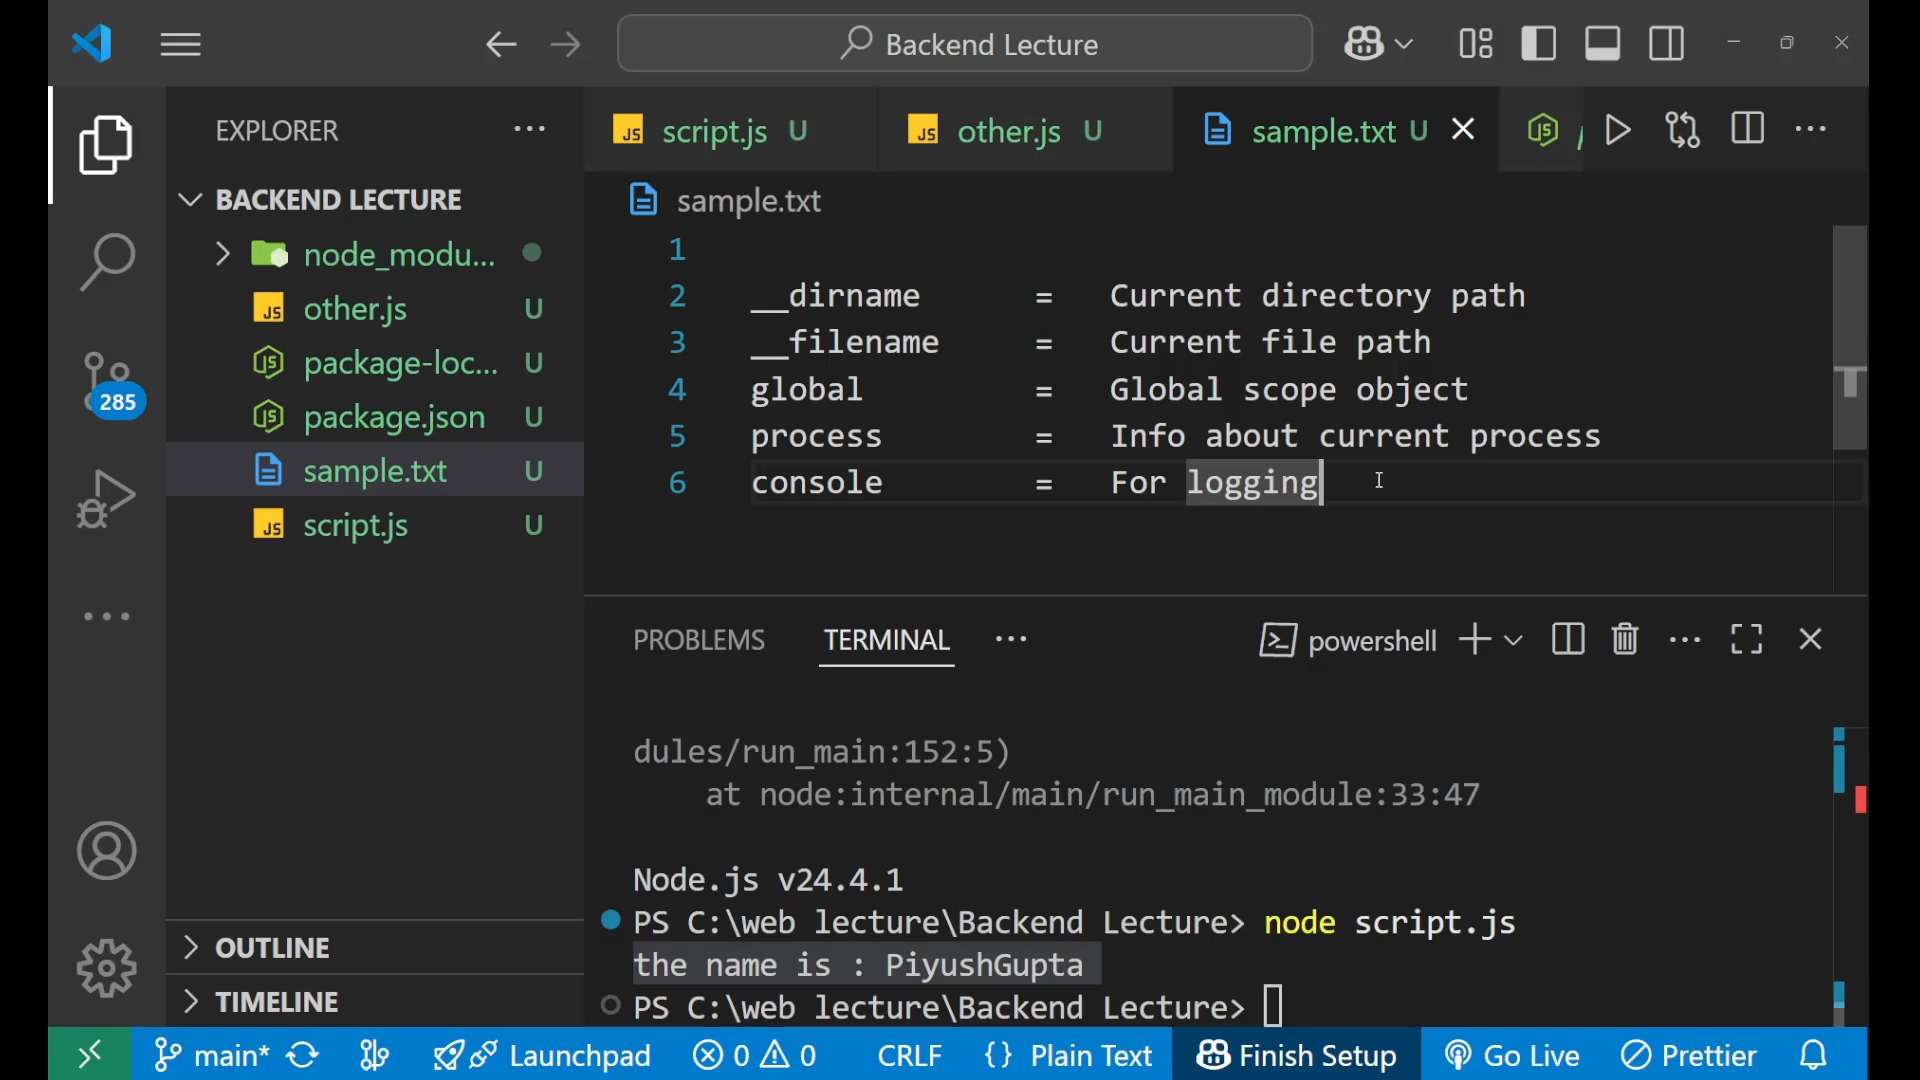 Backend Lecture
EXPLORER
script.js U
other.js U
sample.txt U
BACKEND LECTURE
node_modu...
other.js U
package-loc... U
package.json U
sample.txt U
script.js U
285
OUTLINE
TIMELINE
sample.txt
1
2 __dirname = Current directory path
3 __filename = Current file path
4 global = Global scope object
5 process = Info about current process
6 console = For logging
PROBLEMS TERMINAL powershell
dules/run_main:152:5)
at node:internal/main/run_main_module:33:47
Node.js v24.4.1
PS C:\web lecture\Backend Lecture> node script.js
the name is : PiyushGupta
PS C:\web lecture\Backend Lecture>
main* Launchpad 0 0 CRLF {} Plain Text Finish Setup Go Live Prettier